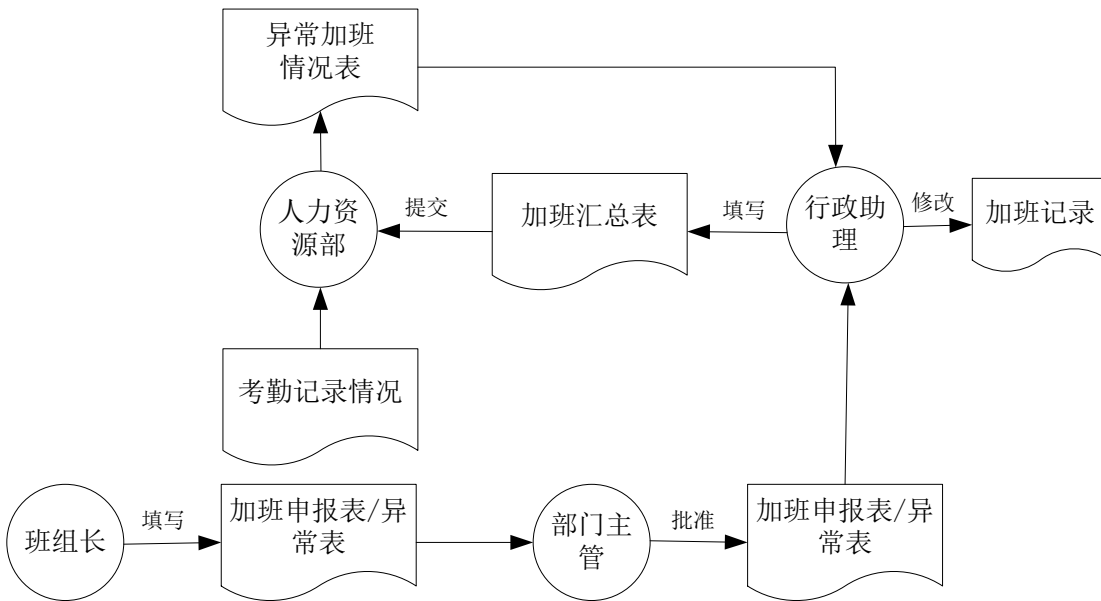 异常加班
情况表
人力资
源部
提交
加班汇总表
填写
行政助
理
修改
加班记录
考勤记录情况
班组长
填写
加班申报表/异
常表
部门主
管
批准
加班申报表/异
常表